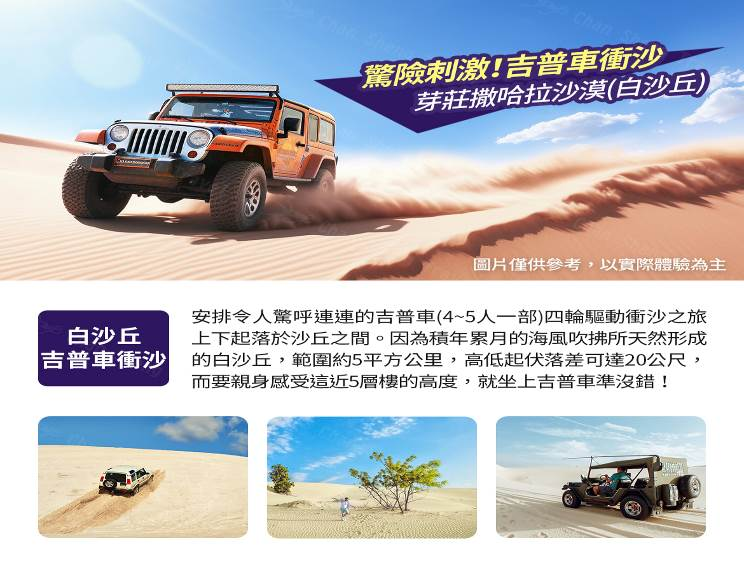 驚險刺激!吉普車衝沙
芽莊撒哈拉沙漠(白沙丘)
圖片僅供參考，以實際體驗為主
白沙丘
吉普車衝沙
安排令人驚呼連連的吉普車(4~5人一部)四輪驅動衝沙之旅
上下起落於沙丘之間。因為積年累月的海風吹拂所天然形成
的白沙丘，範圍約5平方公里，高低起伏落差可達20公尺，
而要親身感受這近5層樓的高度，就坐上吉普車準沒錯！